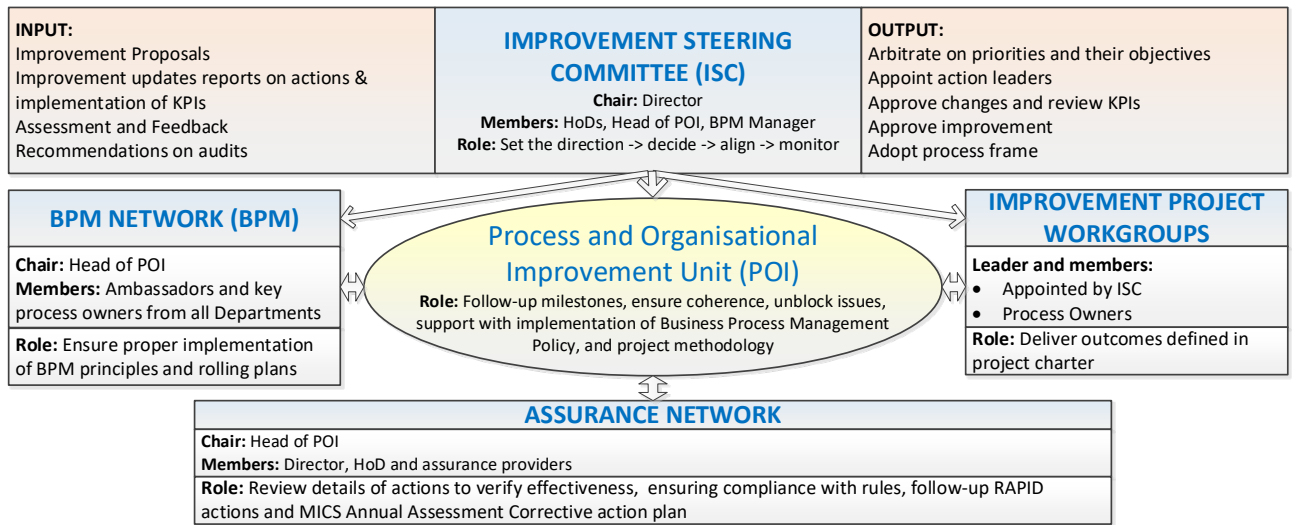 INPUT:
Improvement Proposals
Improvement updates reports on actions &
implementation of KPIs
Assessment and Feedback
Recommendations on audits
IMPROVEMENT STEERING
COMMITTEE (ISC)
Chair: Director
Members: HoDs, Head of POI, BPM Manager
Role: Set the direction -> decide -> align -> monitor
OUTPUT:
Arbitrate on priorities and their objectives
Appoint action leaders
Approve changes and review KPIs
Approve improvement
Adopt process frame
BPM NETWORK (BPM)
Chair: Head of POI
Members: Ambassadors and key
process owners from all Departments
Role: Ensure proper implementation
of BPM principles and rolling plans
Process and Organisational
Improvement Unit (POI)
Role: Follow-up milestones, ensure coherence, unblock issues,
support with implementation of Business Process Management
Policy, and project methodology
IMPROVEMENT PROJECT
WORKGROUPS
Leader and members:
• Appointed by ISC
• Process Owners
Role: Deliver outcomes defined in
project charter
ASSURANCE NETWORK
Chair: Head of POI
Members: Director, HoD and assurance providers
Role: Review details of actions to verify effectiveness, ensuring compliance with rules, follow-up RAPID
actions and MICS Annual Assessment Corrective action plan